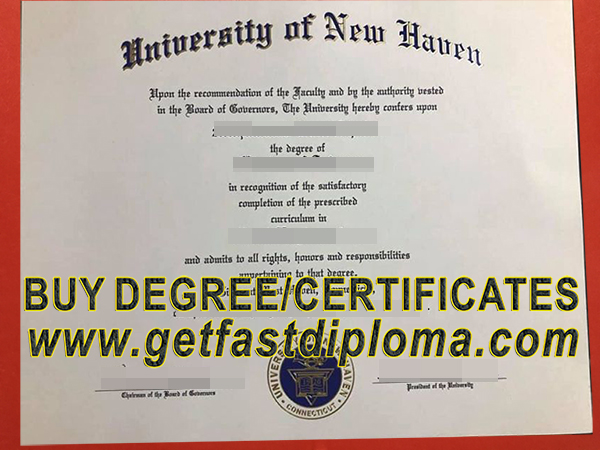 University of New Haven
Upon the recommendation of the Faculty and by the authority vested
in the Board of Governors, The University hereby confers upon
the degree of
in recognition of the satisfactory
completion of the prescribed
curriculum in
and admits to all rights, honors and responsibilities
appertaining to that degree.
BUY DEGREE/CERTIFICATES
www.getfastdiploma.com
CONNECTICUT
Chairman of the Board of Governors
President of the University